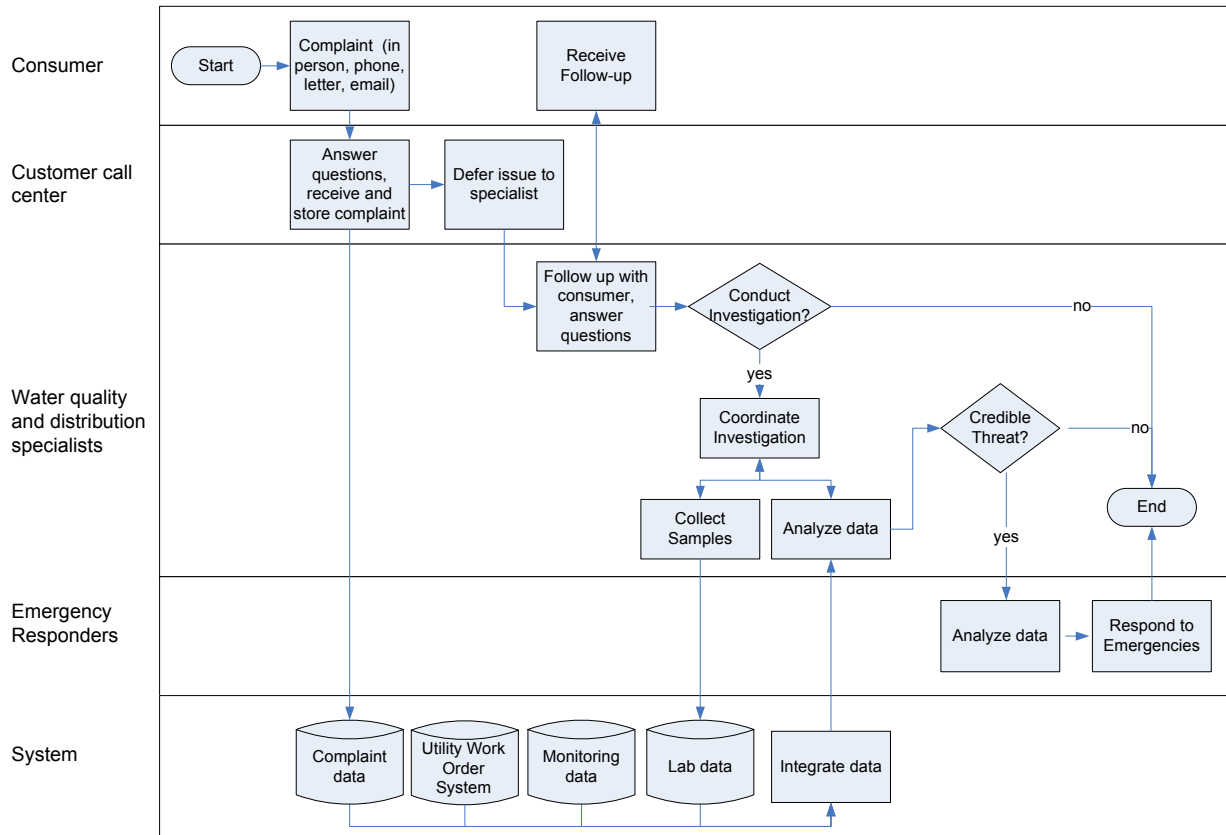 Consumer
Start
Complaint (in
person, phone,
letter, email)
Receive
Follow-up
Customer call
center
Answer
questions,
receive and
store complaint
Defer issue to
specialist
Water quality
and distribution
specialists
Follow up with
consumer,
answer
questions
Conduct
Investigation?
no
yes
Coordinate
Investigation
Credible
Threat?
no
Collect
Samples
Analyze data
yes
End
Emergency
Responders
Analyze data
Respond to
Emergencies
System
Complaint
data
Utility Work
Order
System
Monitoring
data
Lab data
Integrate data